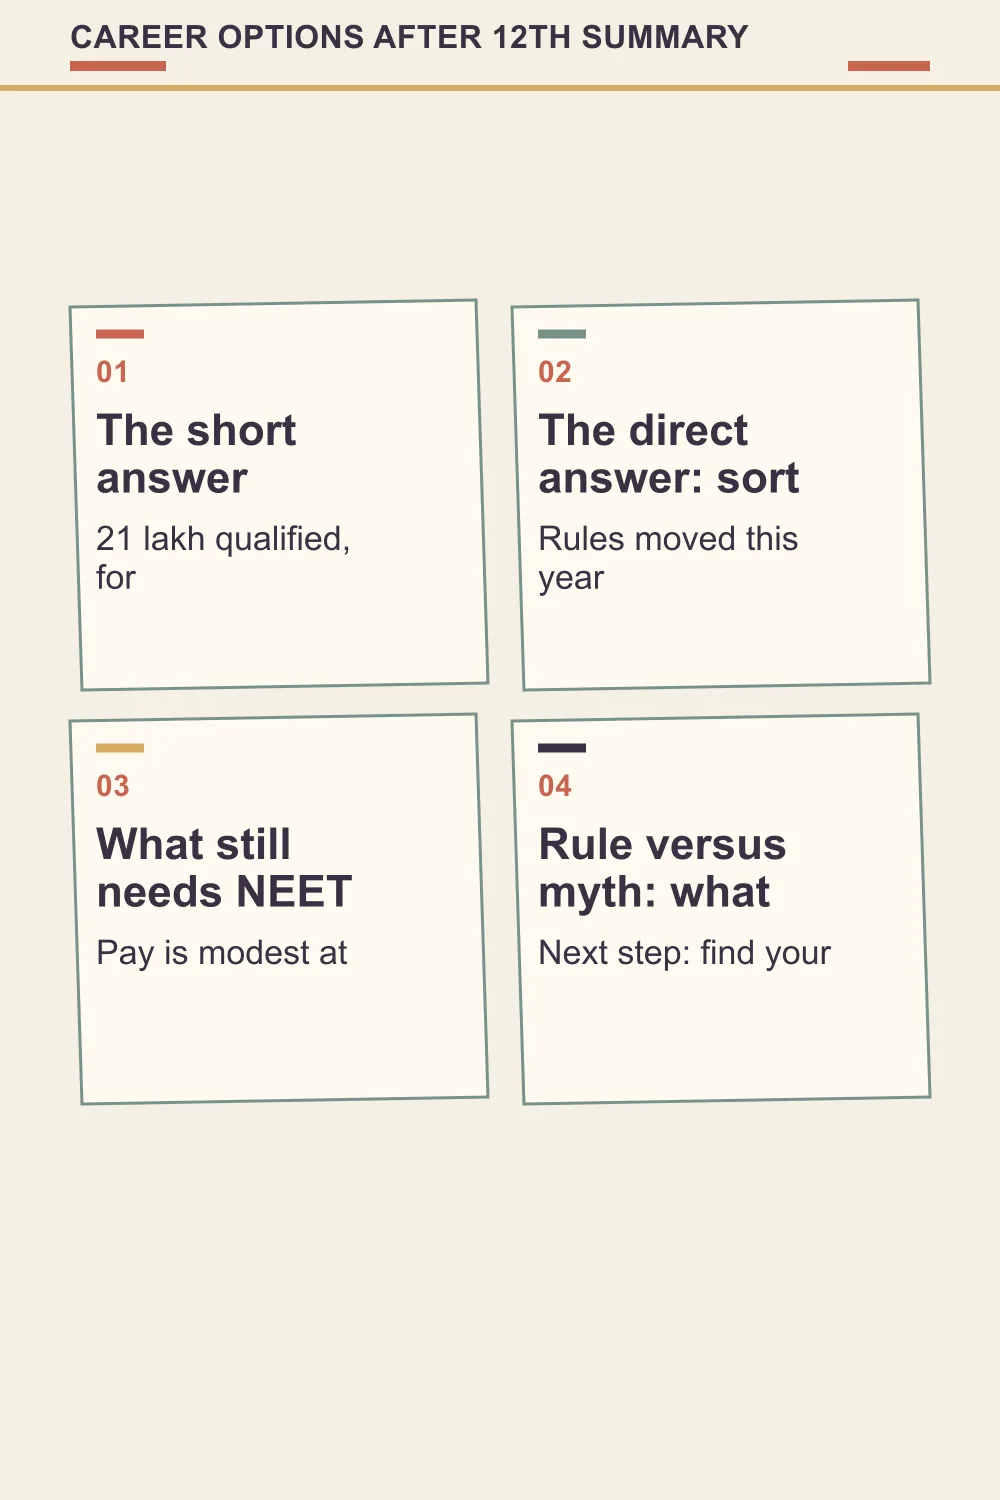 CAREER OPTIONS AFTER 12TH SUMMARY
01
The short
answer
21 lakh qualified,
for
02
The direct
answer: sort
Rules moved this
year
03
What still
needs NEET
Pay is modest at
04
Rule versus
myth: what
Next step: find your